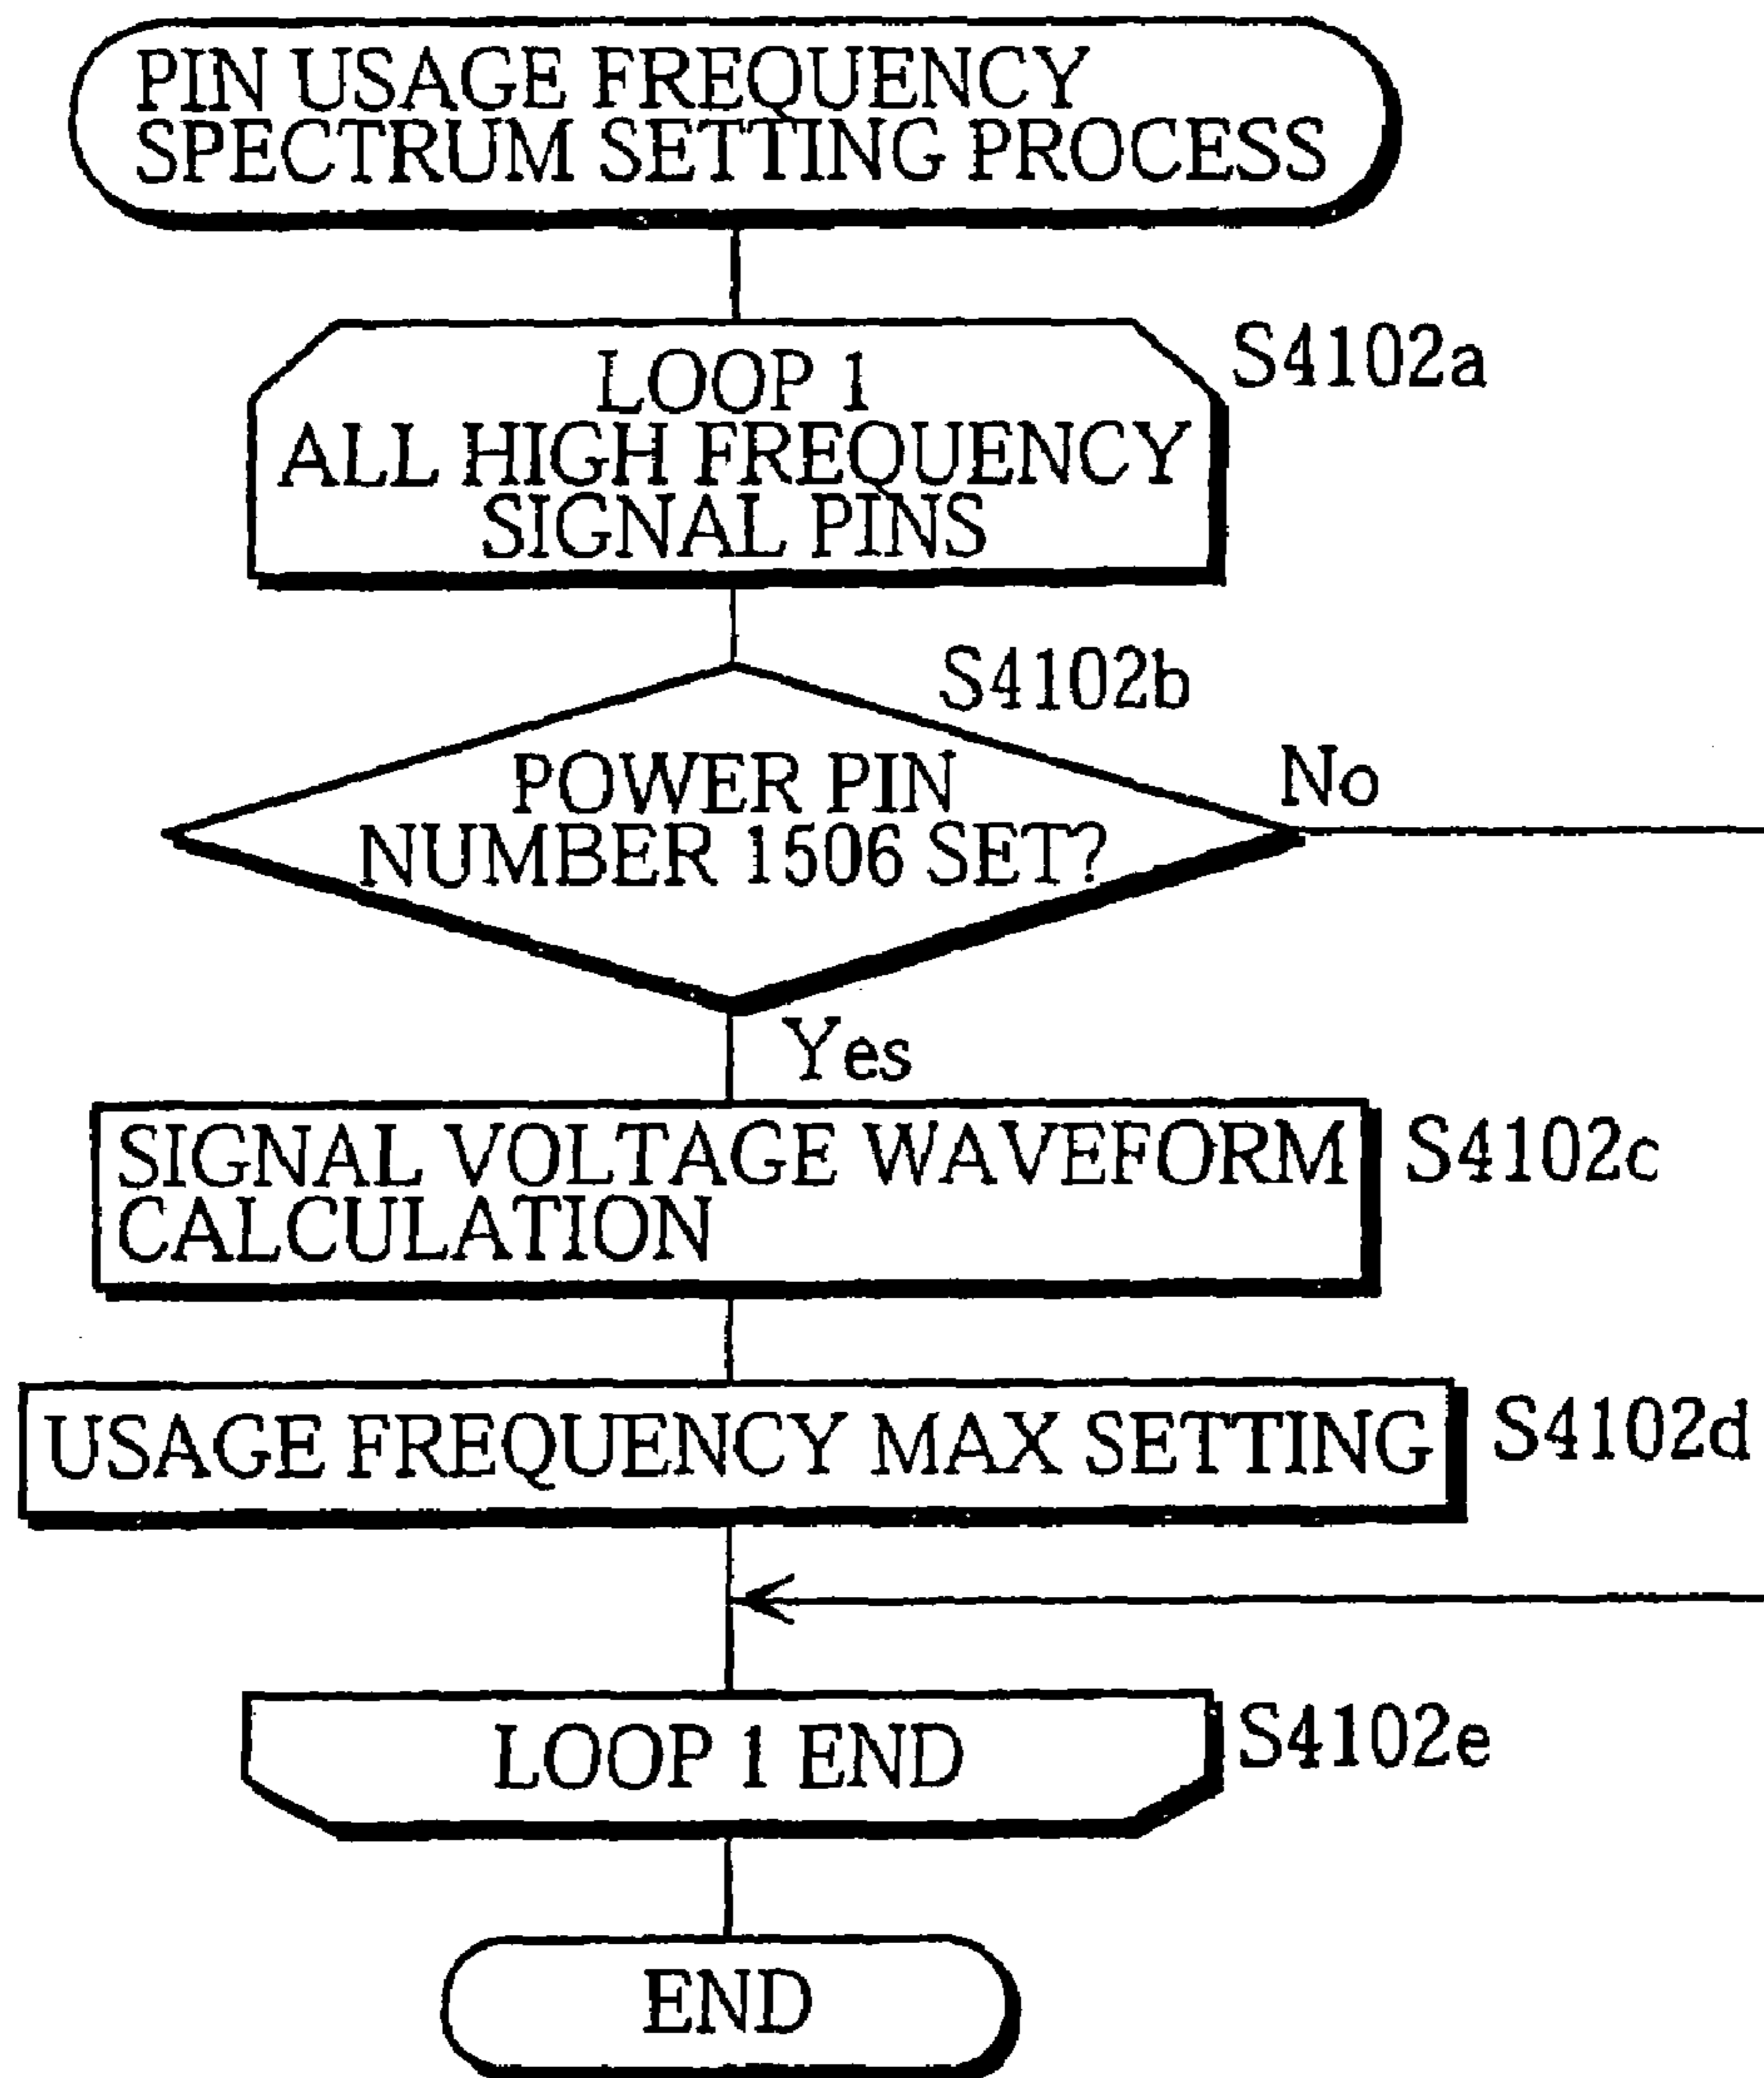 PIN USAGE FREQUENCY
SPECTRUM SETTING PROCESS
LOOP 1
ALL HIGH FREQUENCY
SIGNAL PINS
S4102a
S4102b
POWER PIN
NUMBER 1506 SET?
No
Yes
SIGNAL VOLTAGE WAVEFORM
CALCULATION
S4102c
USAGE FREQUENCY MAX SETTING
S4102d
LOOP 1 END
S4102e
END